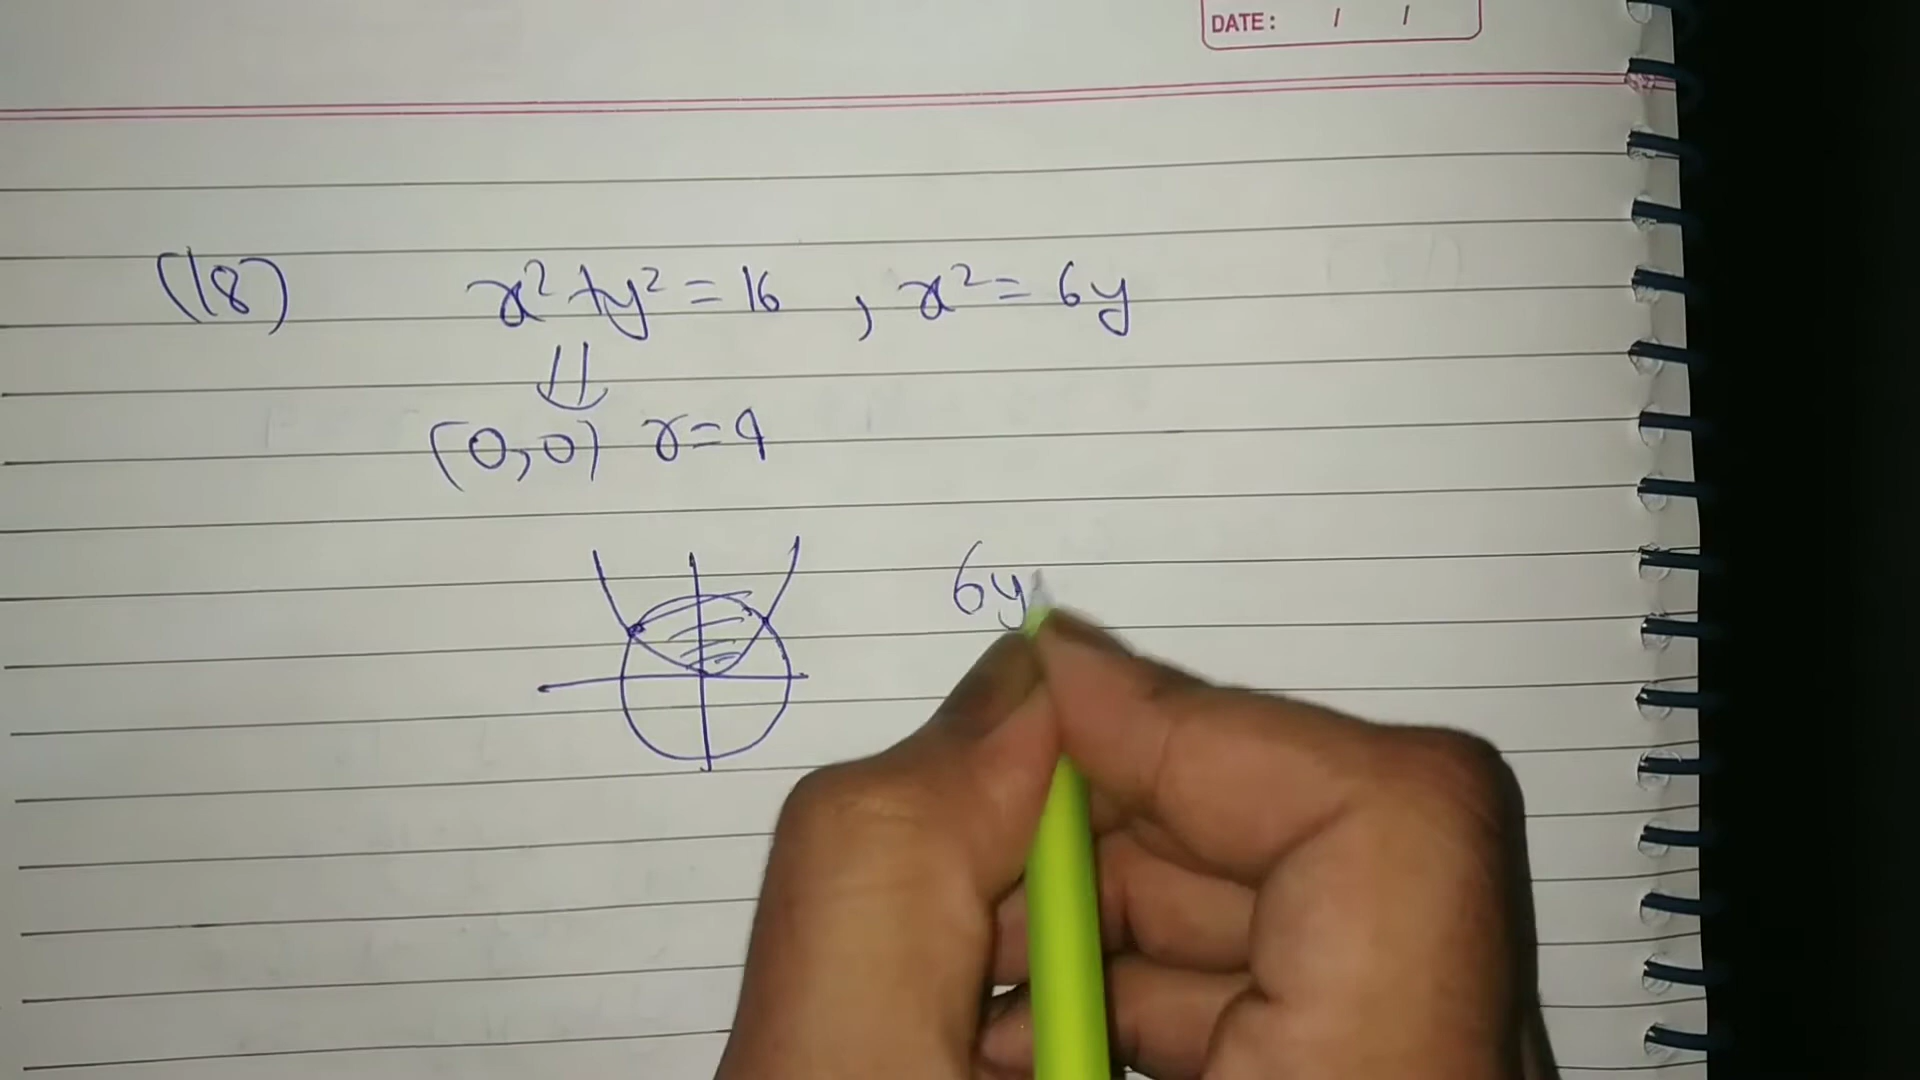 DATE: / /
(18) x² + y² = 16 , x² = 6y
⇓
(0,0) r=4
6y